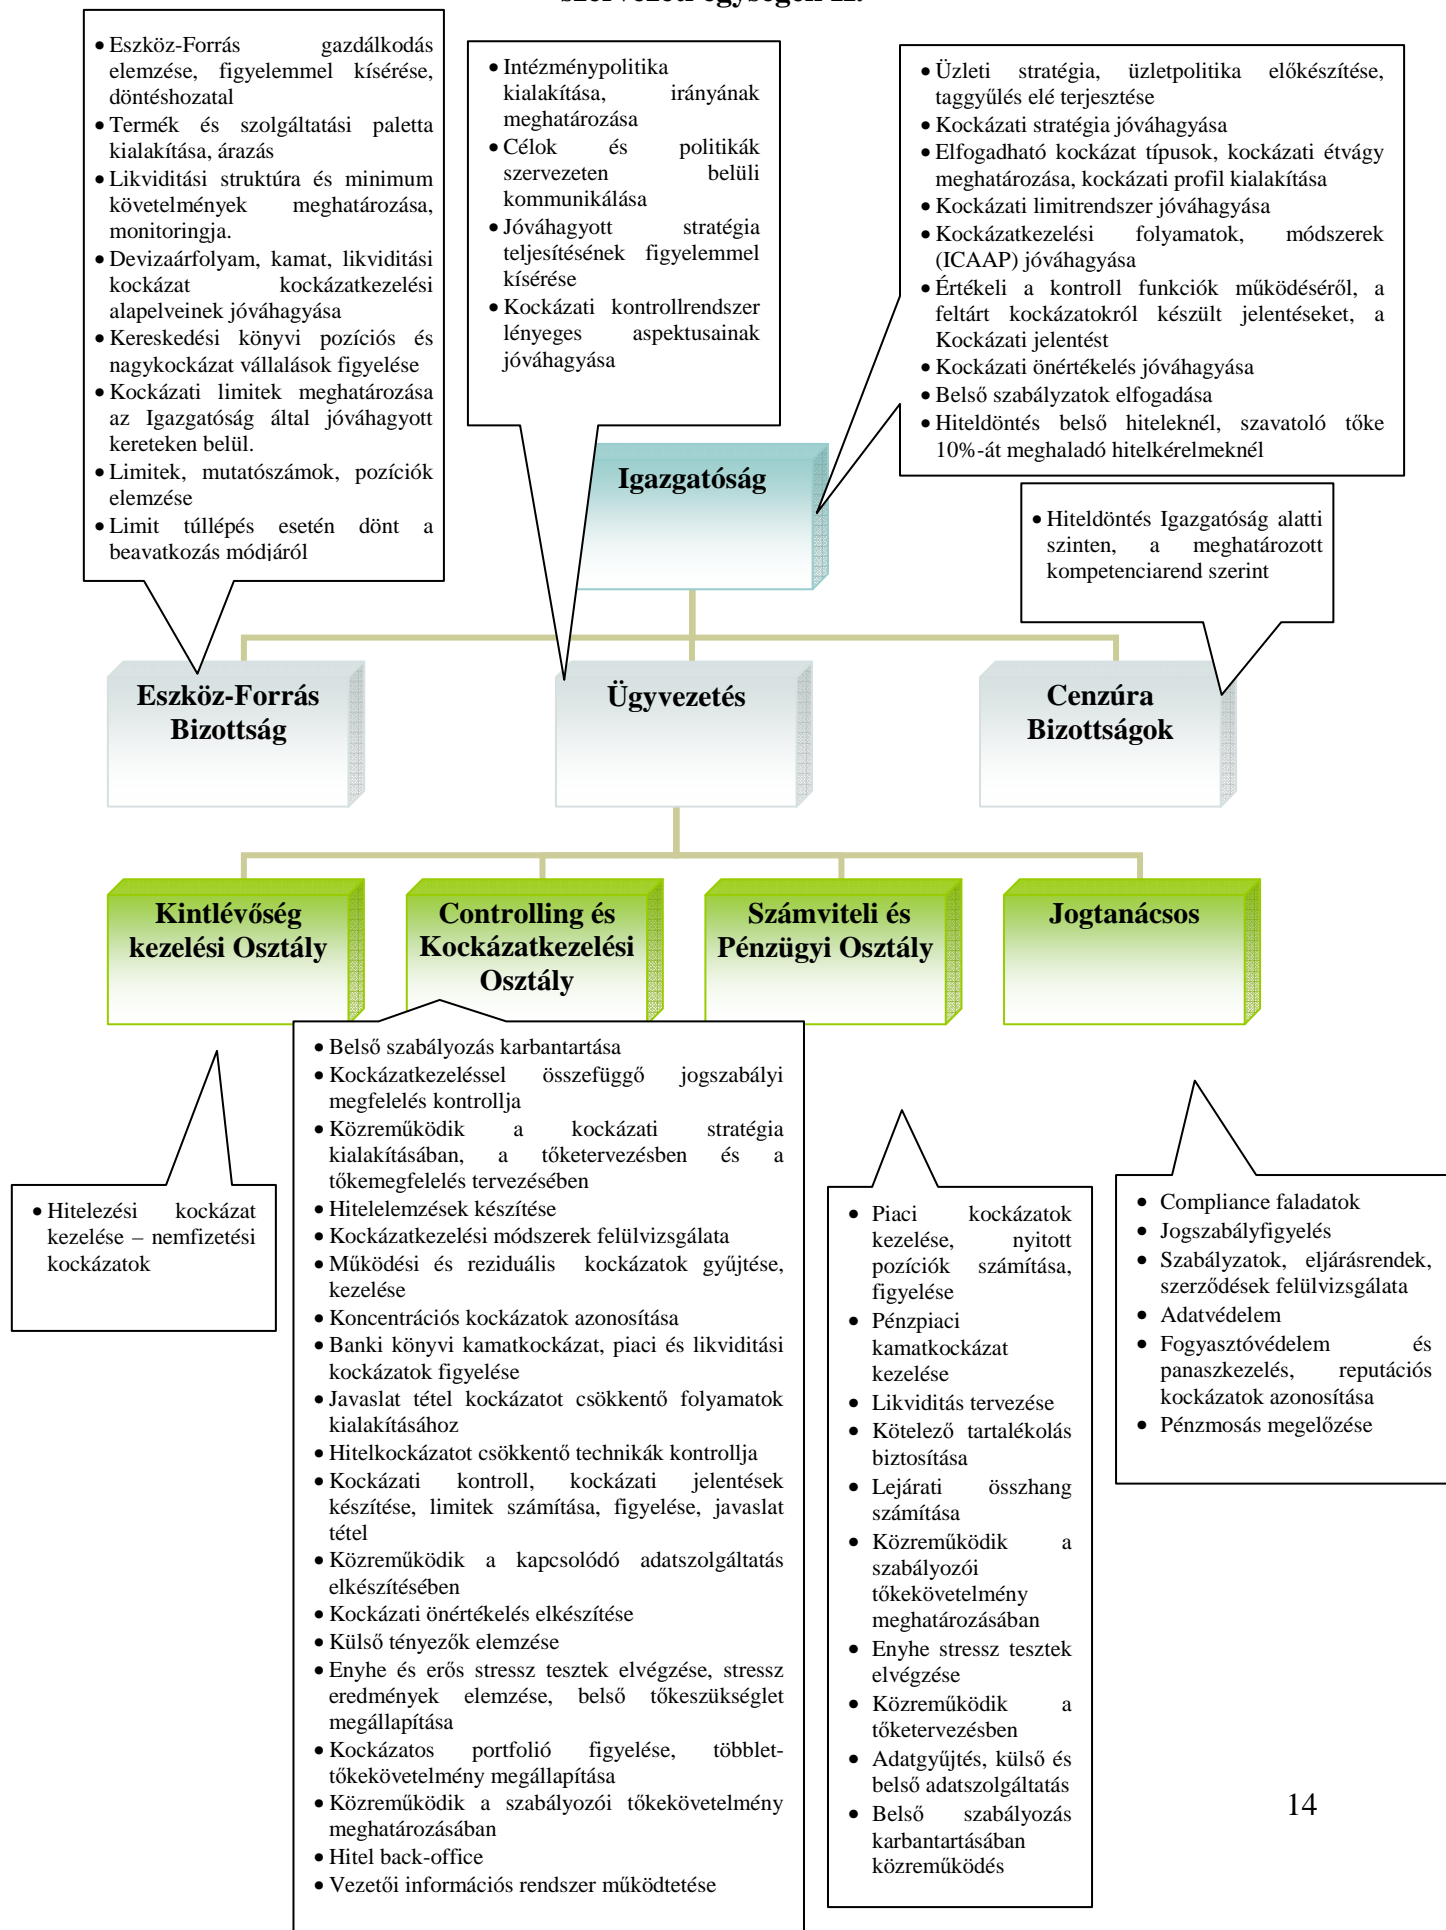 szervezeti egységek II.
• Eszköz-Forrás gazdálkodás
elemzése, figyelemmel kísérése,
döntéshozatal
• Termék és szolgáltatási paletta
kialakítása, árazás
• Likviditási struktúra és minimum
követelmények meghatározása,
monitoringja.
• Devizaárfolyam, kamat, likviditási
kockázat kockázatkezelési
alapelveinek jóváhagyása
• Kereskedési könyvi pozíciós és
nagykockázat vállalások figyelése
• Kockázati limitek meghatározása
az Igazgatóság által jóváhagyott
kereteken belül.
• Limitek, mutatószámok, pozíciók
elemzése
• Limit túllépés esetén dönt a
beavatkozás módjáról
• Intézménypolitika
kialakítása, irányának
meghatározása
• Célok és politikák
szervezeten belüli
kommunikálása
• Jóváhagyott stratégia
teljesítésének figyelemmel
kísérése
• Kockázati kontrollrendszer
lényeges aspektusainak
jóváhagyása
• Üzleti stratégia, üzletpolitika előkészítése,
taggyűlés elé terjesztése
• Kockázati stratégia jóváhagyása
• Elfogadható kockázat típusok, kockázati étvágy
meghatározása, kockázati profil kialakítása
• Kockázati limitrendszer jóváhagyása
• Kockázatkezelési folyamatok, módszerek
(ICAAP) jóváhagyása
• Értékeli a kontroll funkciók működéséről, a
feltárt kockázatokról készült jelentéseket, a
Kockázati jelentést
• Kockázati önértékelés jóváhagyása
• Belső szabályzatok elfogadása
• Hiteldöntés belső hiteleknél, szavatoló tőke
10%-át meghaladó hitelkérelmeknél
Igazgatóság
• Hiteldöntés Igazgatóság alatti
szinten, a meghatározott
kompetenciarend szerint
Eszköz-Forrás
Bizottság
Ügyvezetés
Cenzúra
Bizottságok
Kintlévőség
kezelési Osztály
Controlling és
Kockázatkezelési
Osztály
Számviteli és
Pénzügyi Osztály
Jogtanácsos
• Hitelezési kockázat
kezelése – nemfizetési
kockázatok
• Belső szabályozás karbantartása
• Kockázatkezeléssel összefüggő jogszabályi
megfelelés kontrollja
• Közreműködik a kockázati stratégia
kialakításában, a tőketervezésben és a
tőkemegfelelés tervezésében
• Hitelelemzések készítése
• Kockázatkezelési módszerek felülvizsgálata
• Működési és reziduális kockázatok gyűjtése,
kezelése
• Koncentrációs kockázatok azonosítása
• Banki könyvi kamatkockázat, piaci és likviditási
kockázatok figyelése
• Javaslat tétel kockázatot csökkentő folyamatok
kialakításához
• Hitelkockázatot csökkentő technikák kontrollja
• Kockázati kontroll, kockázati jelentések
készítése, limitek számítása, figyelése, javaslat
tétel
• Közreműködik a kapcsolódó adatszolgáltatás
elkészítésében
• Kockázati önértékelés elkészítése
• Külső tényezők elemzése
• Enyhe és erős stressz tesztek elvégzése, stressz
eredmények elemzése, belső tőkeszükséglet
megállapítása
• Kockázatos portfolió figyelése, többlet-
tőkekövetelmény megállapítása
• Közreműködik a szabályozói tőkekövetelmény
meghatározásában
• Hitel back-office
• Vezetői információs rendszer működtetése
• Piaci kockázatok
kezelése, nyitott
pozíciók számítása,
figyelése
• Pénzpiaci
kamatkockázat
kezelése
• Likviditás tervezése
• Kötelező tartalékolás
biztosítása
• Lejárati összhang
számítása
• Közreműködik a
szabályozói
tőkekövetelmény
meghatározásában
• Enyhe stressz tesztek
elvégzése
• Közreműködik a
tőketervezésben
• Adatgyűjtés, külső és
belső adatszolgáltatás
• Belső szabályozás
karbantartásában
közreműködés
• Compliance faladatok
• Jogszabályfigyelés
• Szabályzatok, eljárásrendek,
szerződések felülvizsgálata
• Adatvédelem
• Fogyasztóvédelem és
panaszkezelés, reputációs
kockázatok azonosítása
• Pénzmosás megelőzése
14